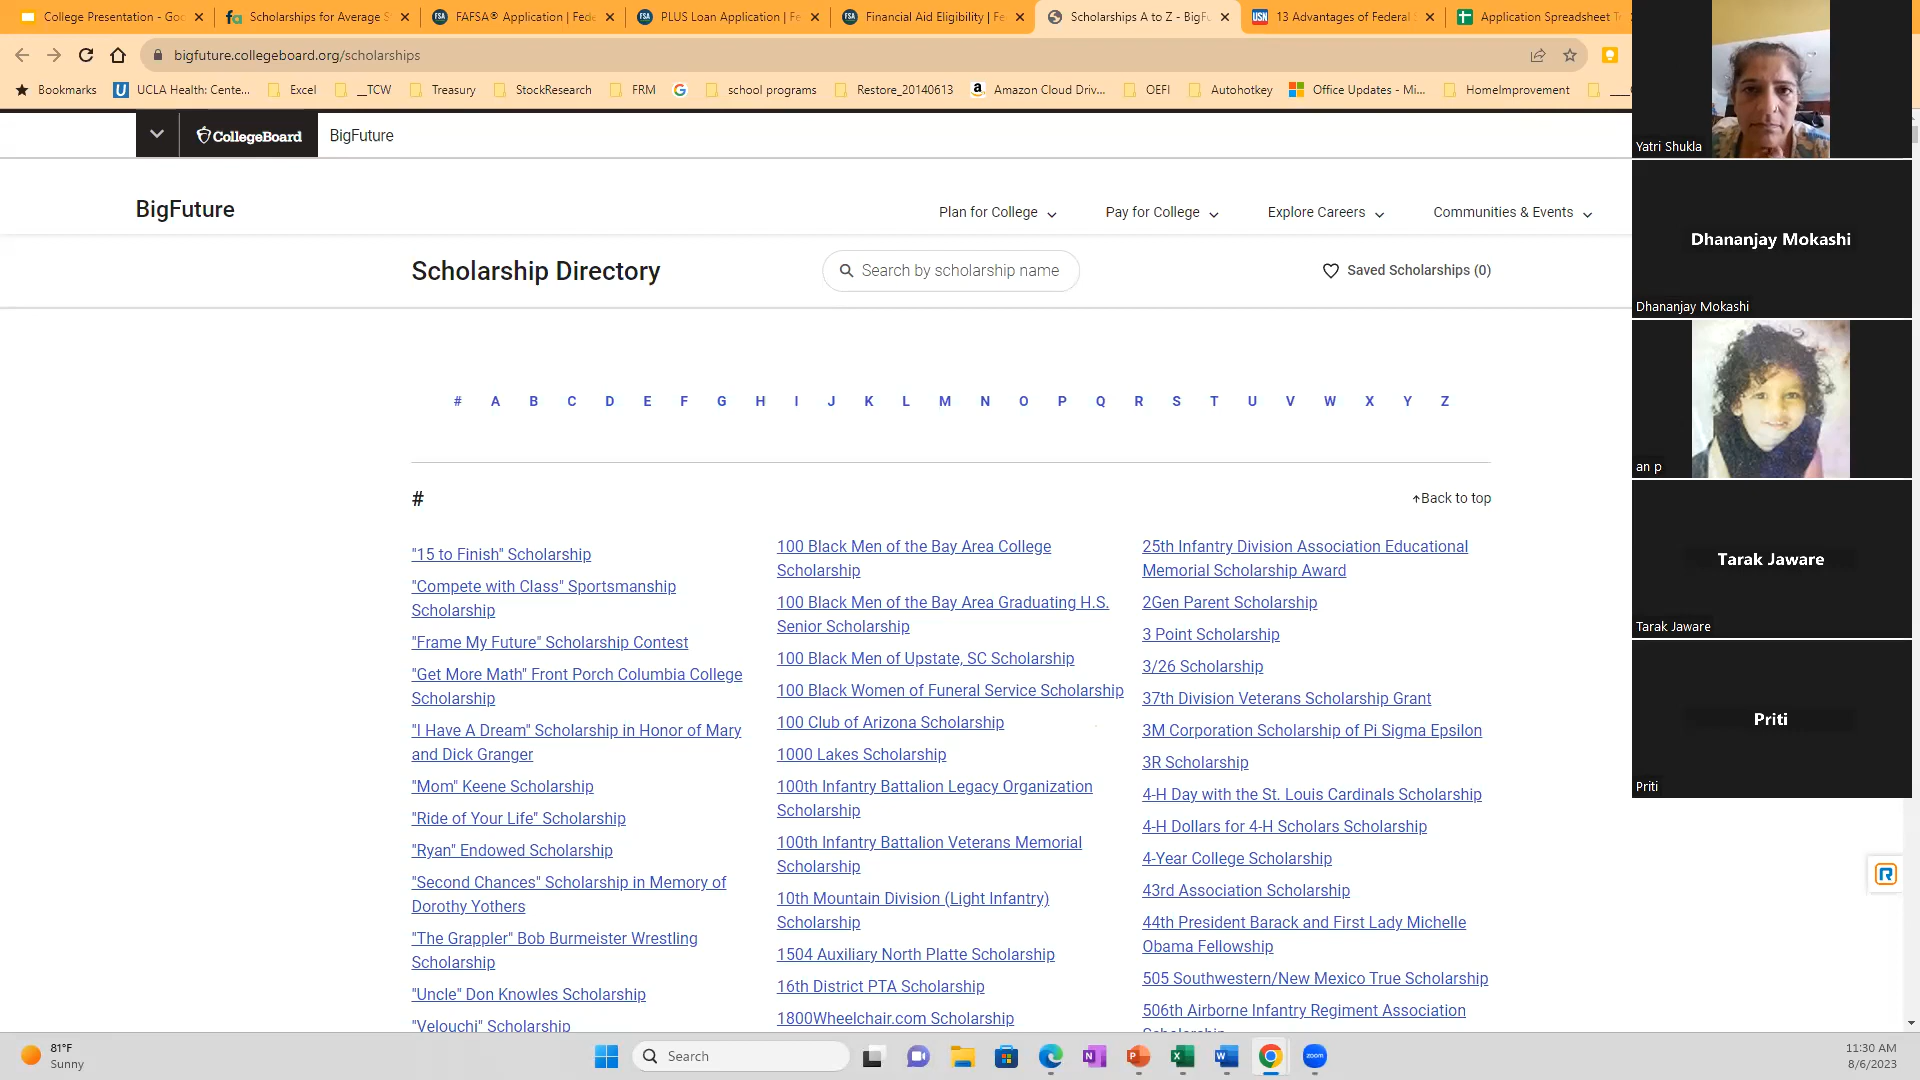 College Presentation - Goo
Scholarships for Average S
FAFSA® Application | Fede
PLUS Loan Application | Fe
Financial Aid Eligibility | Fe
Scholarships A to Z - BigFu
13 Advantages of Federal
Application Spreadsheet T
bigfuture.collegeboard.org/scholarships
Bookmarks
UCLA Health: Cente...
Excel
__TCW
Treasury
StockResearch
FRM
school programs
Restore_20140613
Amazon Cloud Driv...
OEFI
Autohotkey
Office Updates - Mi...
HomeImprovement
CollegeBoard
BigFuture
BigFuture
Plan for College
Pay for College
Explore Careers
Communities & Events
Scholarship Directory
Search by scholarship name
Saved Scholarships (0)
# A B C D E F G H I J K L M N O P Q R S T U V W X Y Z
#
↑Back to top
"15 to Finish" Scholarship
"Compete with Class" Sportsmanship
Scholarship
"Frame My Future" Scholarship Contest
"Get More Math" Front Porch Columbia College
Scholarship
"I Have A Dream" Scholarship in Honor of Mary
and Dick Granger
"Mom" Keene Scholarship
"Ride of Your Life" Scholarship
"Ryan" Endowed Scholarship
"Second Chances" Scholarship in Memory of
Dorothy Yothers
"The Grappler" Bob Burmeister Wrestling
Scholarship
"Uncle" Don Knowles Scholarship
"Velouchi" Scholarship
100 Black Men of the Bay Area College
Scholarship
100 Black Men of the Bay Area Graduating H.S.
Senior Scholarship
100 Black Men of Upstate, SC Scholarship
100 Black Women of Funeral Service Scholarship
100 Club of Arizona Scholarship
1000 Lakes Scholarship
100th Infantry Battalion Legacy Organization
Scholarship
100th Infantry Battalion Veterans Memorial
Scholarship
10th Mountain Division (Light Infantry)
Scholarship
1504 Auxiliary North Platte Scholarship
16th District PTA Scholarship
1800Wheelchair.com Scholarship
25th Infantry Division Association Educational
Memorial Scholarship Award
2Gen Parent Scholarship
3 Point Scholarship
3/26 Scholarship
37th Division Veterans Scholarship Grant
3M Corporation Scholarship of Pi Sigma Epsilon
3R Scholarship
4-H Day with the St. Louis Cardinals Scholarship
4-H Dollars for 4-H Scholars Scholarship
4-Year College Scholarship
43rd Association Scholarship
44th President Barack and First Lady Michelle
Obama Fellowship
505 Southwestern/New Mexico True Scholarship
506th Airborne Infantry Regiment Association
Scholarship
Yatri Shukla
Dhananjay Mokashi
Dhananjay Mokashi
an p
Tarak Jaware
Tarak Jaware
Priti
Priti
81°F
Sunny
Search
zoom
11:30 AM
8/6/2023